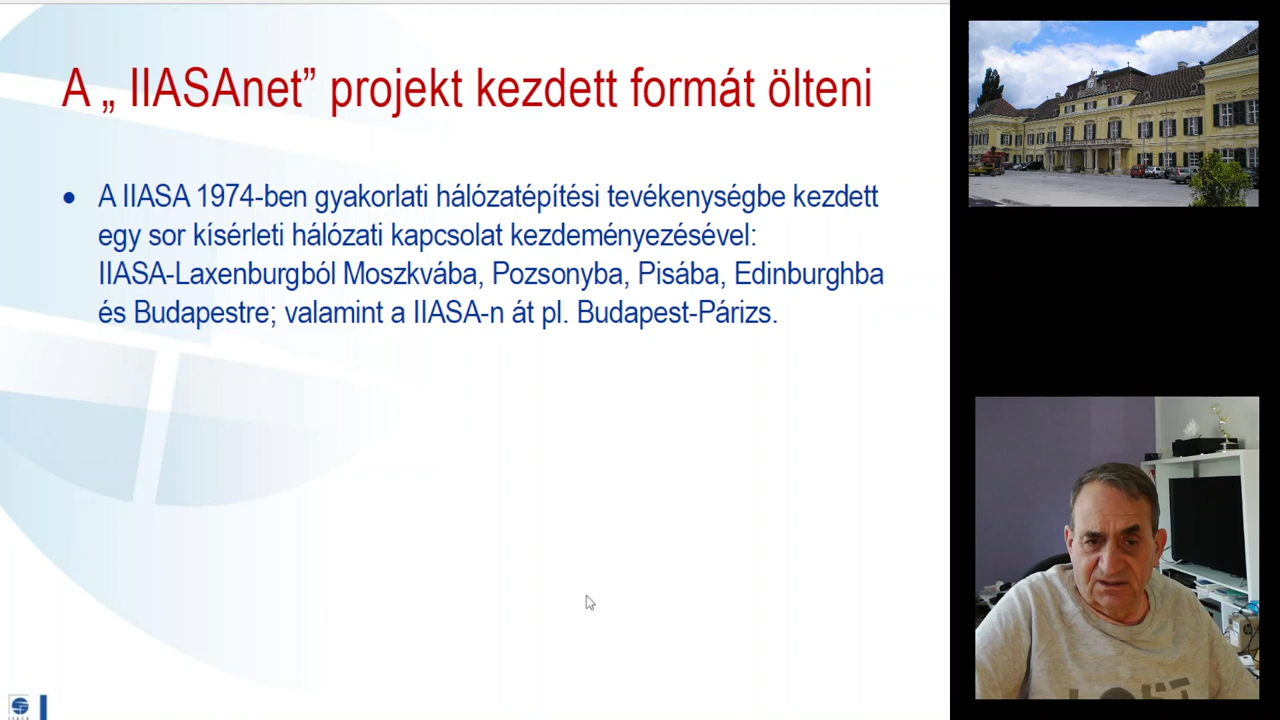 A „ IIASAnet” projekt kezdett formát ölteni
• A IIASA 1974-ben gyakorlati hálózatépítési tevékenységbe kezdett
egy sor kísérleti hálózati kapcsolat kezdeményezésével:
IIASA-Laxenburgból Moszkvába, Pozsonyba, Pisába, Edinburghba
és Budapestre; valamint a IIASA-n át pl. Budapest-Párizs.
IIASA